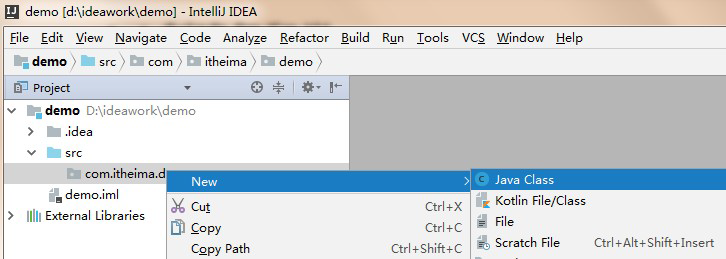 demo [d:\ideawork\demo] - IntelliJ IDEA
File Edit View Navigate Code Analyze Refactor Build Run Tools VCS Window Help
demo src com itheima demo
Project
demo D:\ideawork\demo
.idea
src
com.itheima.d
New
Java Class
demo.iml
Cut Ctrl+X
Kotlin File/Class
External Libraries
Copy Ctrl+C
File
Copy Path Ctrl+Shift+C
Scratch File Ctrl+Alt+Shift+Insert